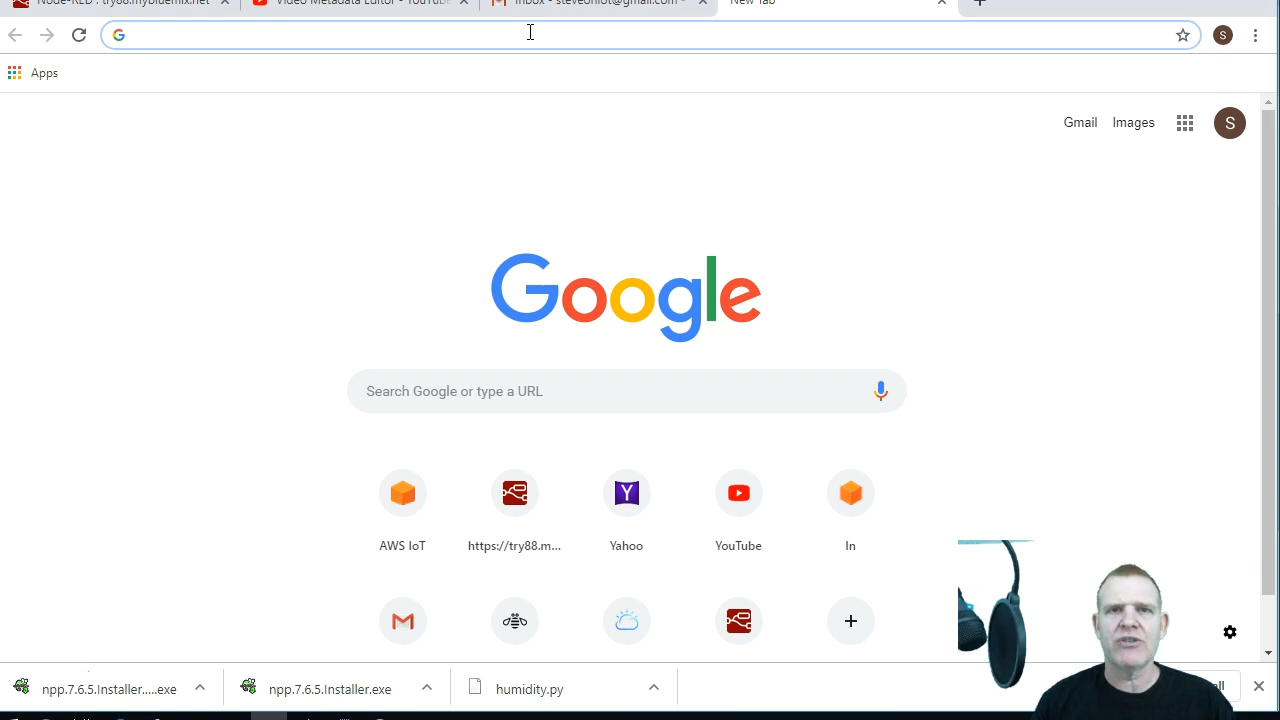 Node-RED : try88.mybluemix.net
Video Metadata Editor - YouTube
Inbox - steveoniot@gmail.com -
New Tab
Apps
Gmail Images
S
Google
Search Google or type a URL
AWS IoT
https://try88.m...
Yahoo
YouTube
In
npp.7.6.5.Installer.....exe
npp.7.6.5.Installer.exe
humidity.py